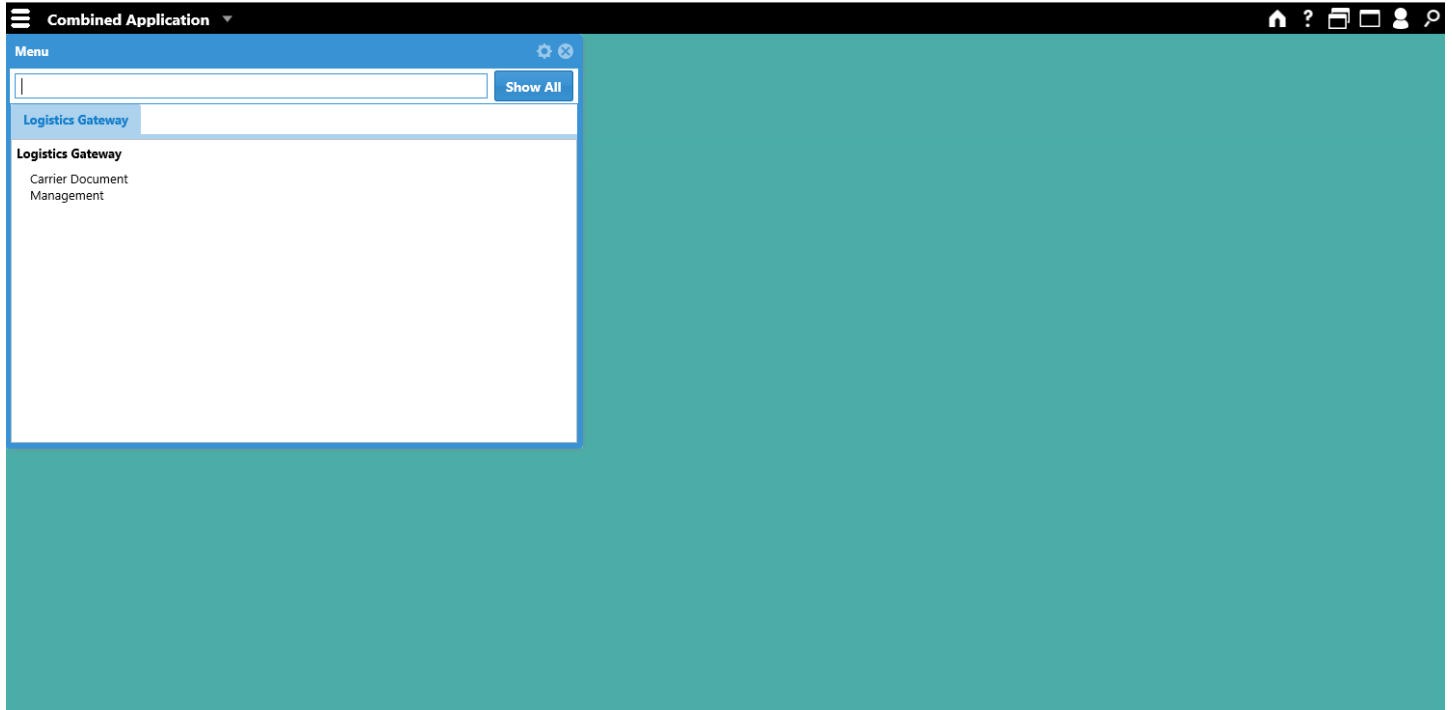 Combined Application
?
Menu
Show All
Logistics Gateway
Logistics Gateway
Carrier Document
Management